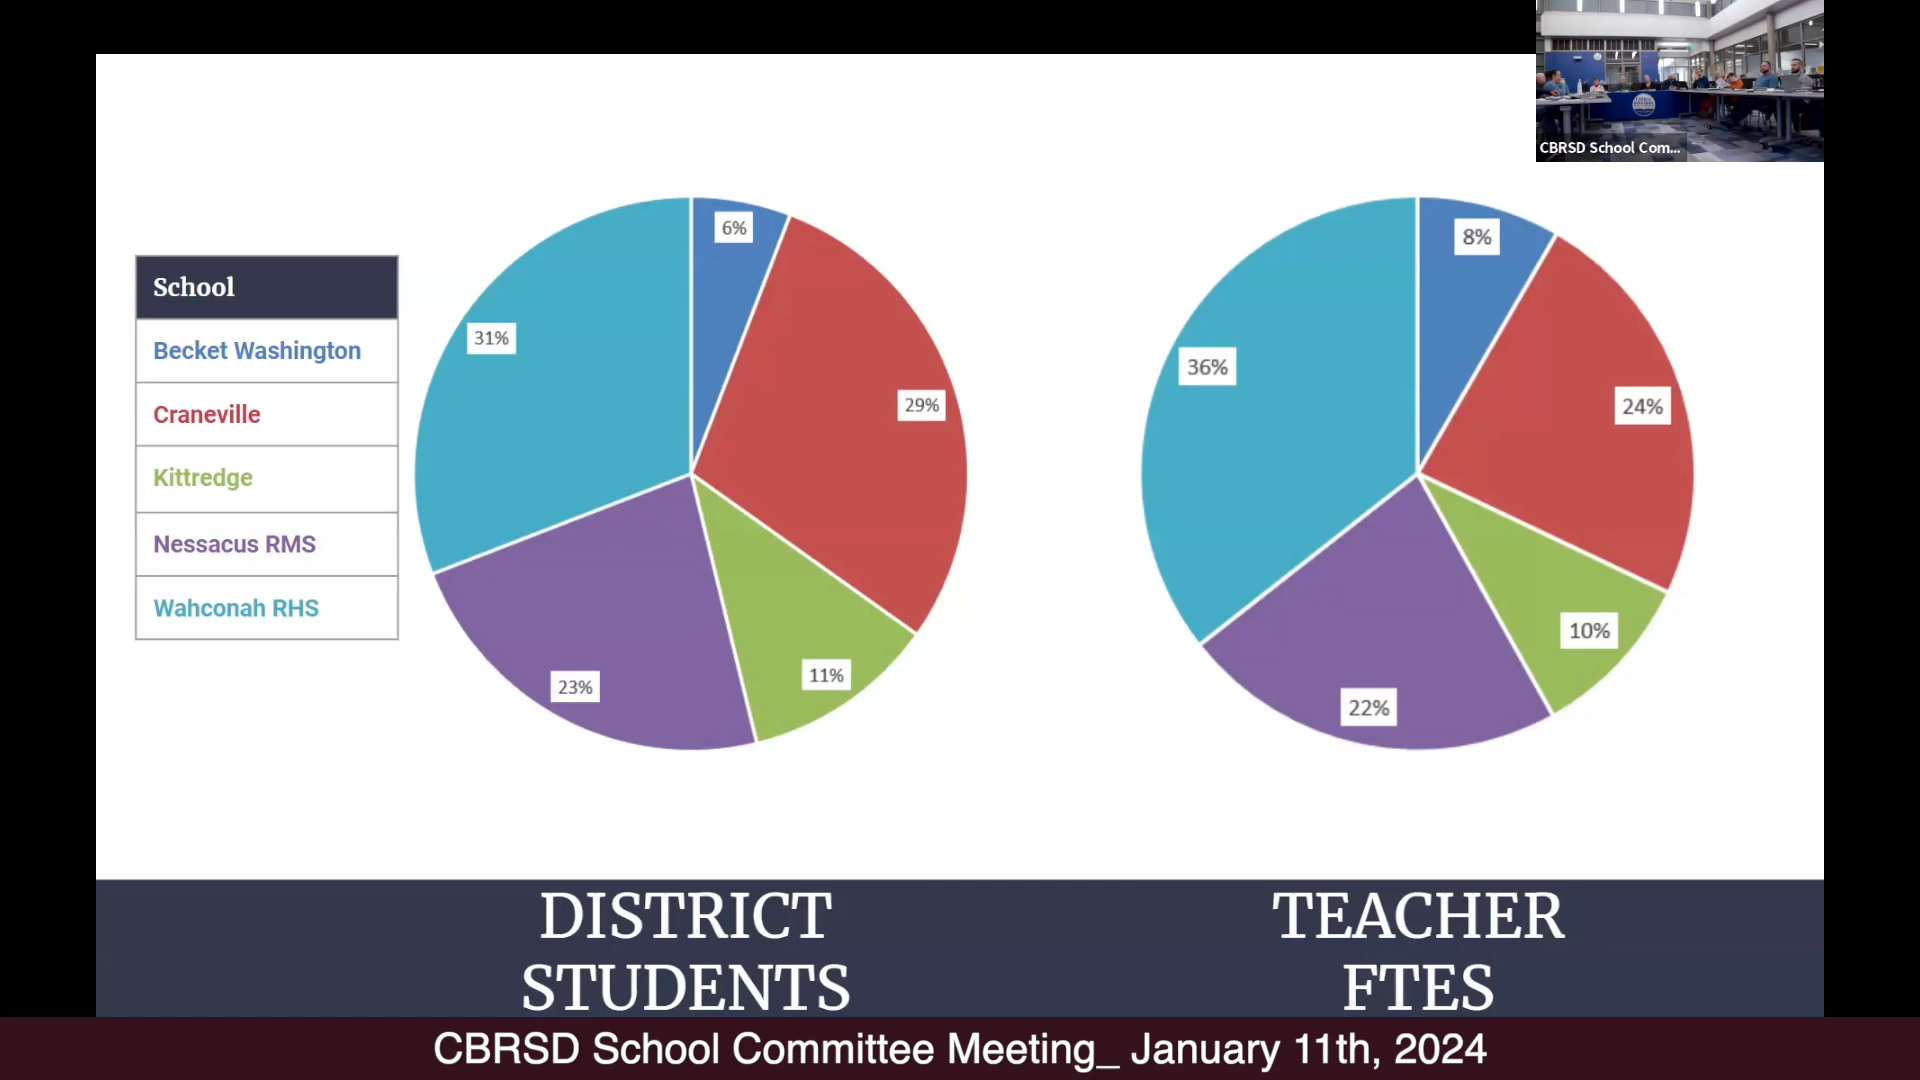 CBRSD School Com...
School
Becket Washington
Craneville
Kittredge
Nessacus RMS
Wahconah RHS
6%
29%
11%
23%
31%
8%
24%
10%
22%
36%
DISTRICT
STUDENTS
TEACHER
FTES
CBRSD School Committee Meeting_ January 11th, 2024